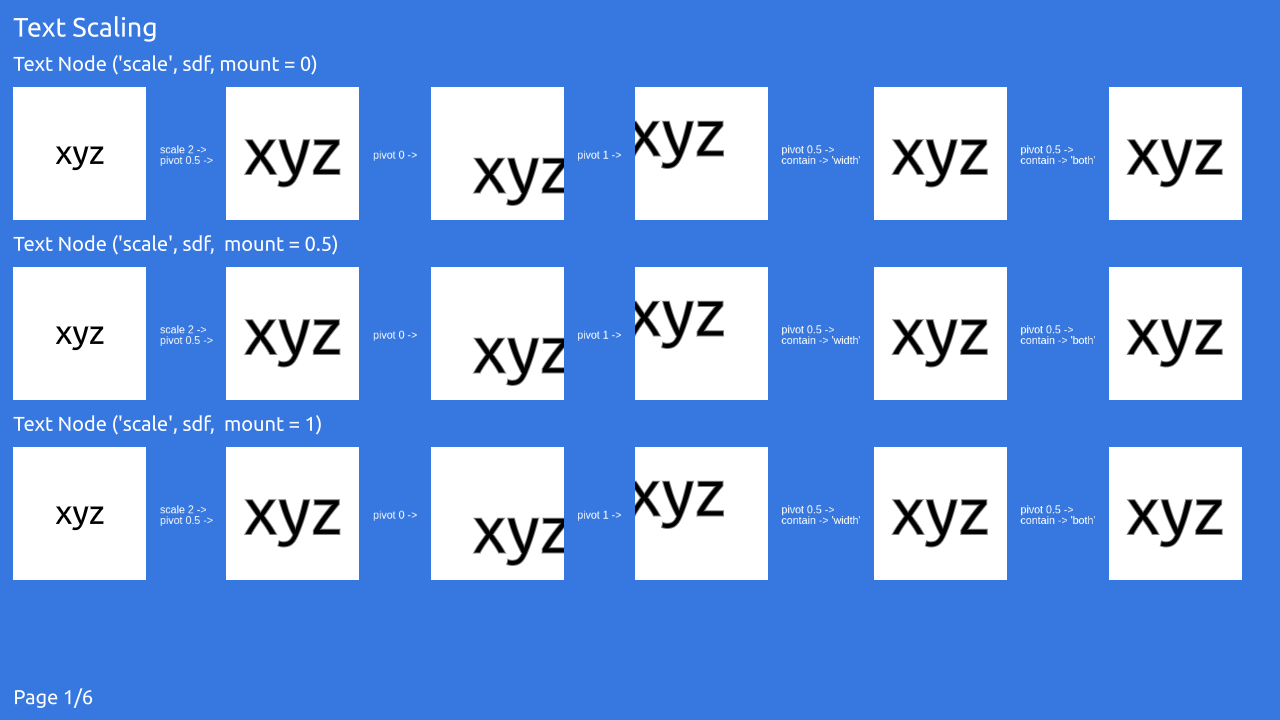 Text Scaling
Text Node ('scale', sdf, mount = 0)
xyz
scale 2 ->
pivot 0.5 ->
xyz
pivot 0 ->
xyz
pivot 1 ->
xyz
pivot 0.5 ->
contain -> 'width'
xyz
pivot 0.5 ->
contain -> 'both'
xyz
Text Node ('scale', sdf,  mount = 0.5)
xyz
scale 2 ->
pivot 0.5 ->
xyz
pivot 0 ->
xyz
pivot 1 ->
xyz
pivot 0.5 ->
contain -> 'width'
xyz
pivot 0.5 ->
contain -> 'both'
xyz
Text Node ('scale', sdf,  mount = 1)
xyz
scale 2 ->
pivot 0.5 ->
xyz
pivot 0 ->
xyz
pivot 1 ->
xyz
pivot 0.5 ->
contain -> 'width'
xyz
pivot 0.5 ->
contain -> 'both'
xyz
Page 1/6